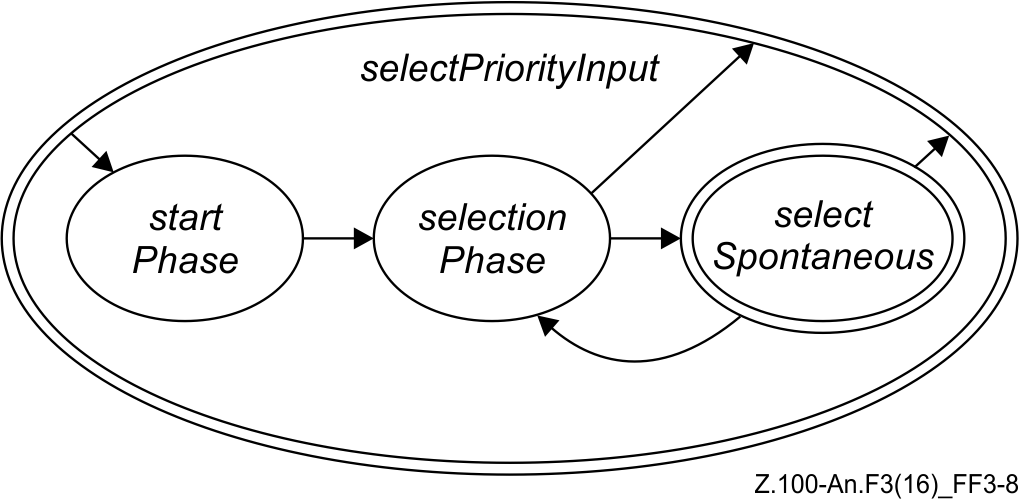 selectPriorityInput
start
Phase
selection
Phase
select
Spontaneous
Z.100-An.F3(16)_FF3-8